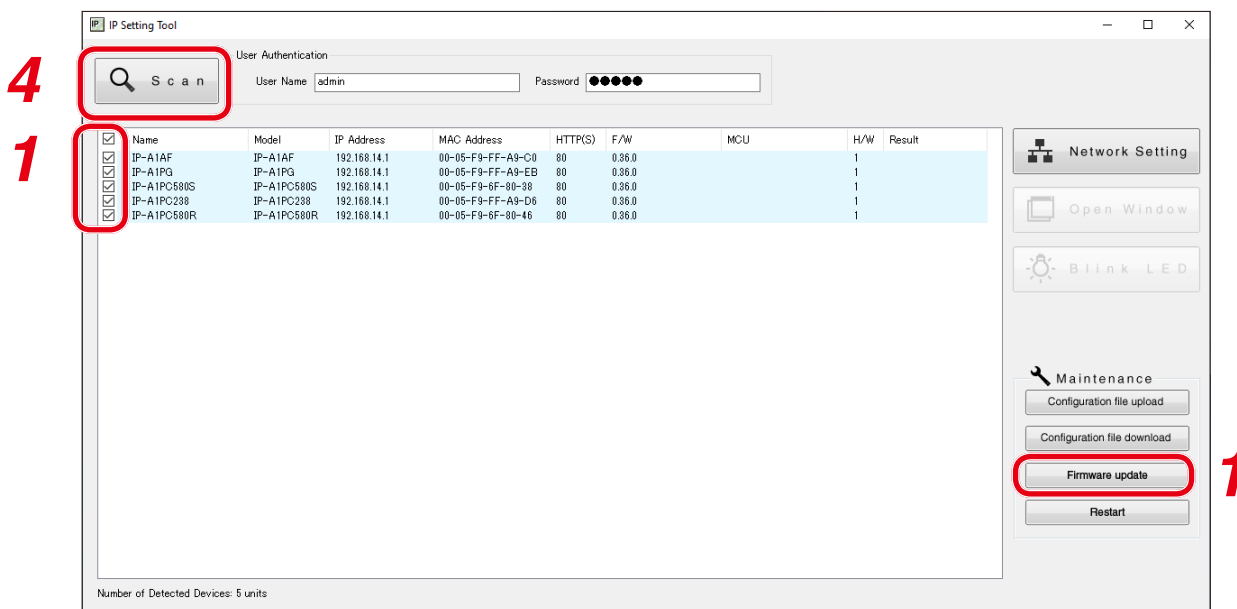 IP IP Setting Tool
4
Scan
User Authentication
User Name admin
Password ●●●●●
1
Name Model IP Address MAC Address HTTP(S) F/W MCU H/W Result
IP-A1AF IP-A1AF 192.168.14.1 00-05-F9-FF-A9-C0 80 0.36.0 1
IP-A1PG IP-A1PG 192.168.14.1 00-05-F9-FF-A9-EB 80 0.36.0 1
IP-A1PC580S IP-A1PC580S 192.168.14.1 00-05-F9-6F-80-38 80 0.36.0 1
IP-A1PC238 IP-A1PC238 192.168.14.1 00-05-F9-FF-A9-D6 80 0.36.0 1
IP-A1PC580R IP-A1PC580R 192.168.14.1 00-05-F9-6F-80-46 80 0.36.0 1
Network Setting
Open Window
Blink LED
Maintenance
Configuration file upload
Configuration file download
Firmware update
1
Restart
Number of Detected Devices: 5 units